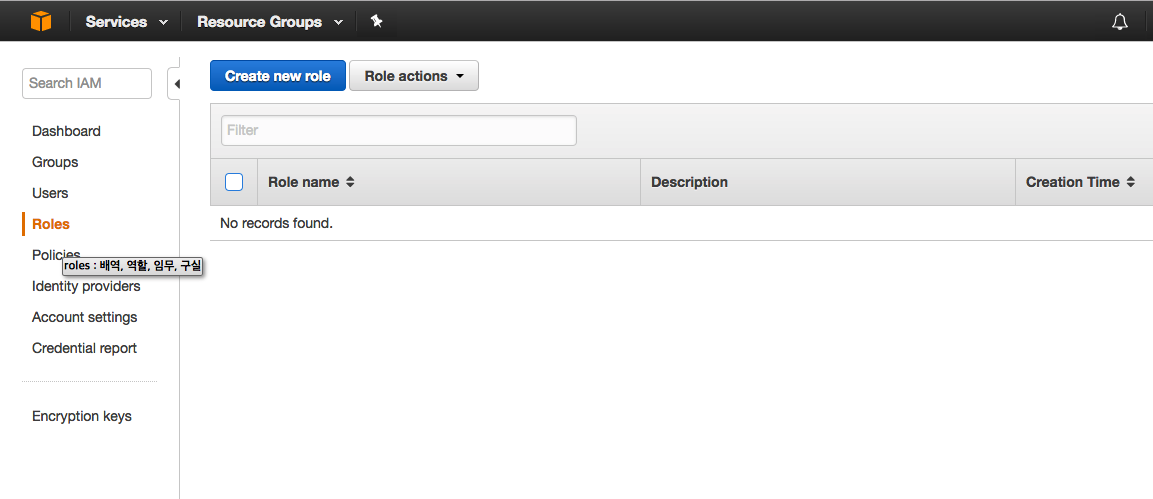 Services Resource Groups
Search IAM
Create new role Role actions
Dashboard
Filter
Groups
Role name Description Creation Time
Users
Roles
No records found.
Policies
roles : 배역, 역할, 임무, 구실
Identity providers
Account settings
Credential report
Encryption keys